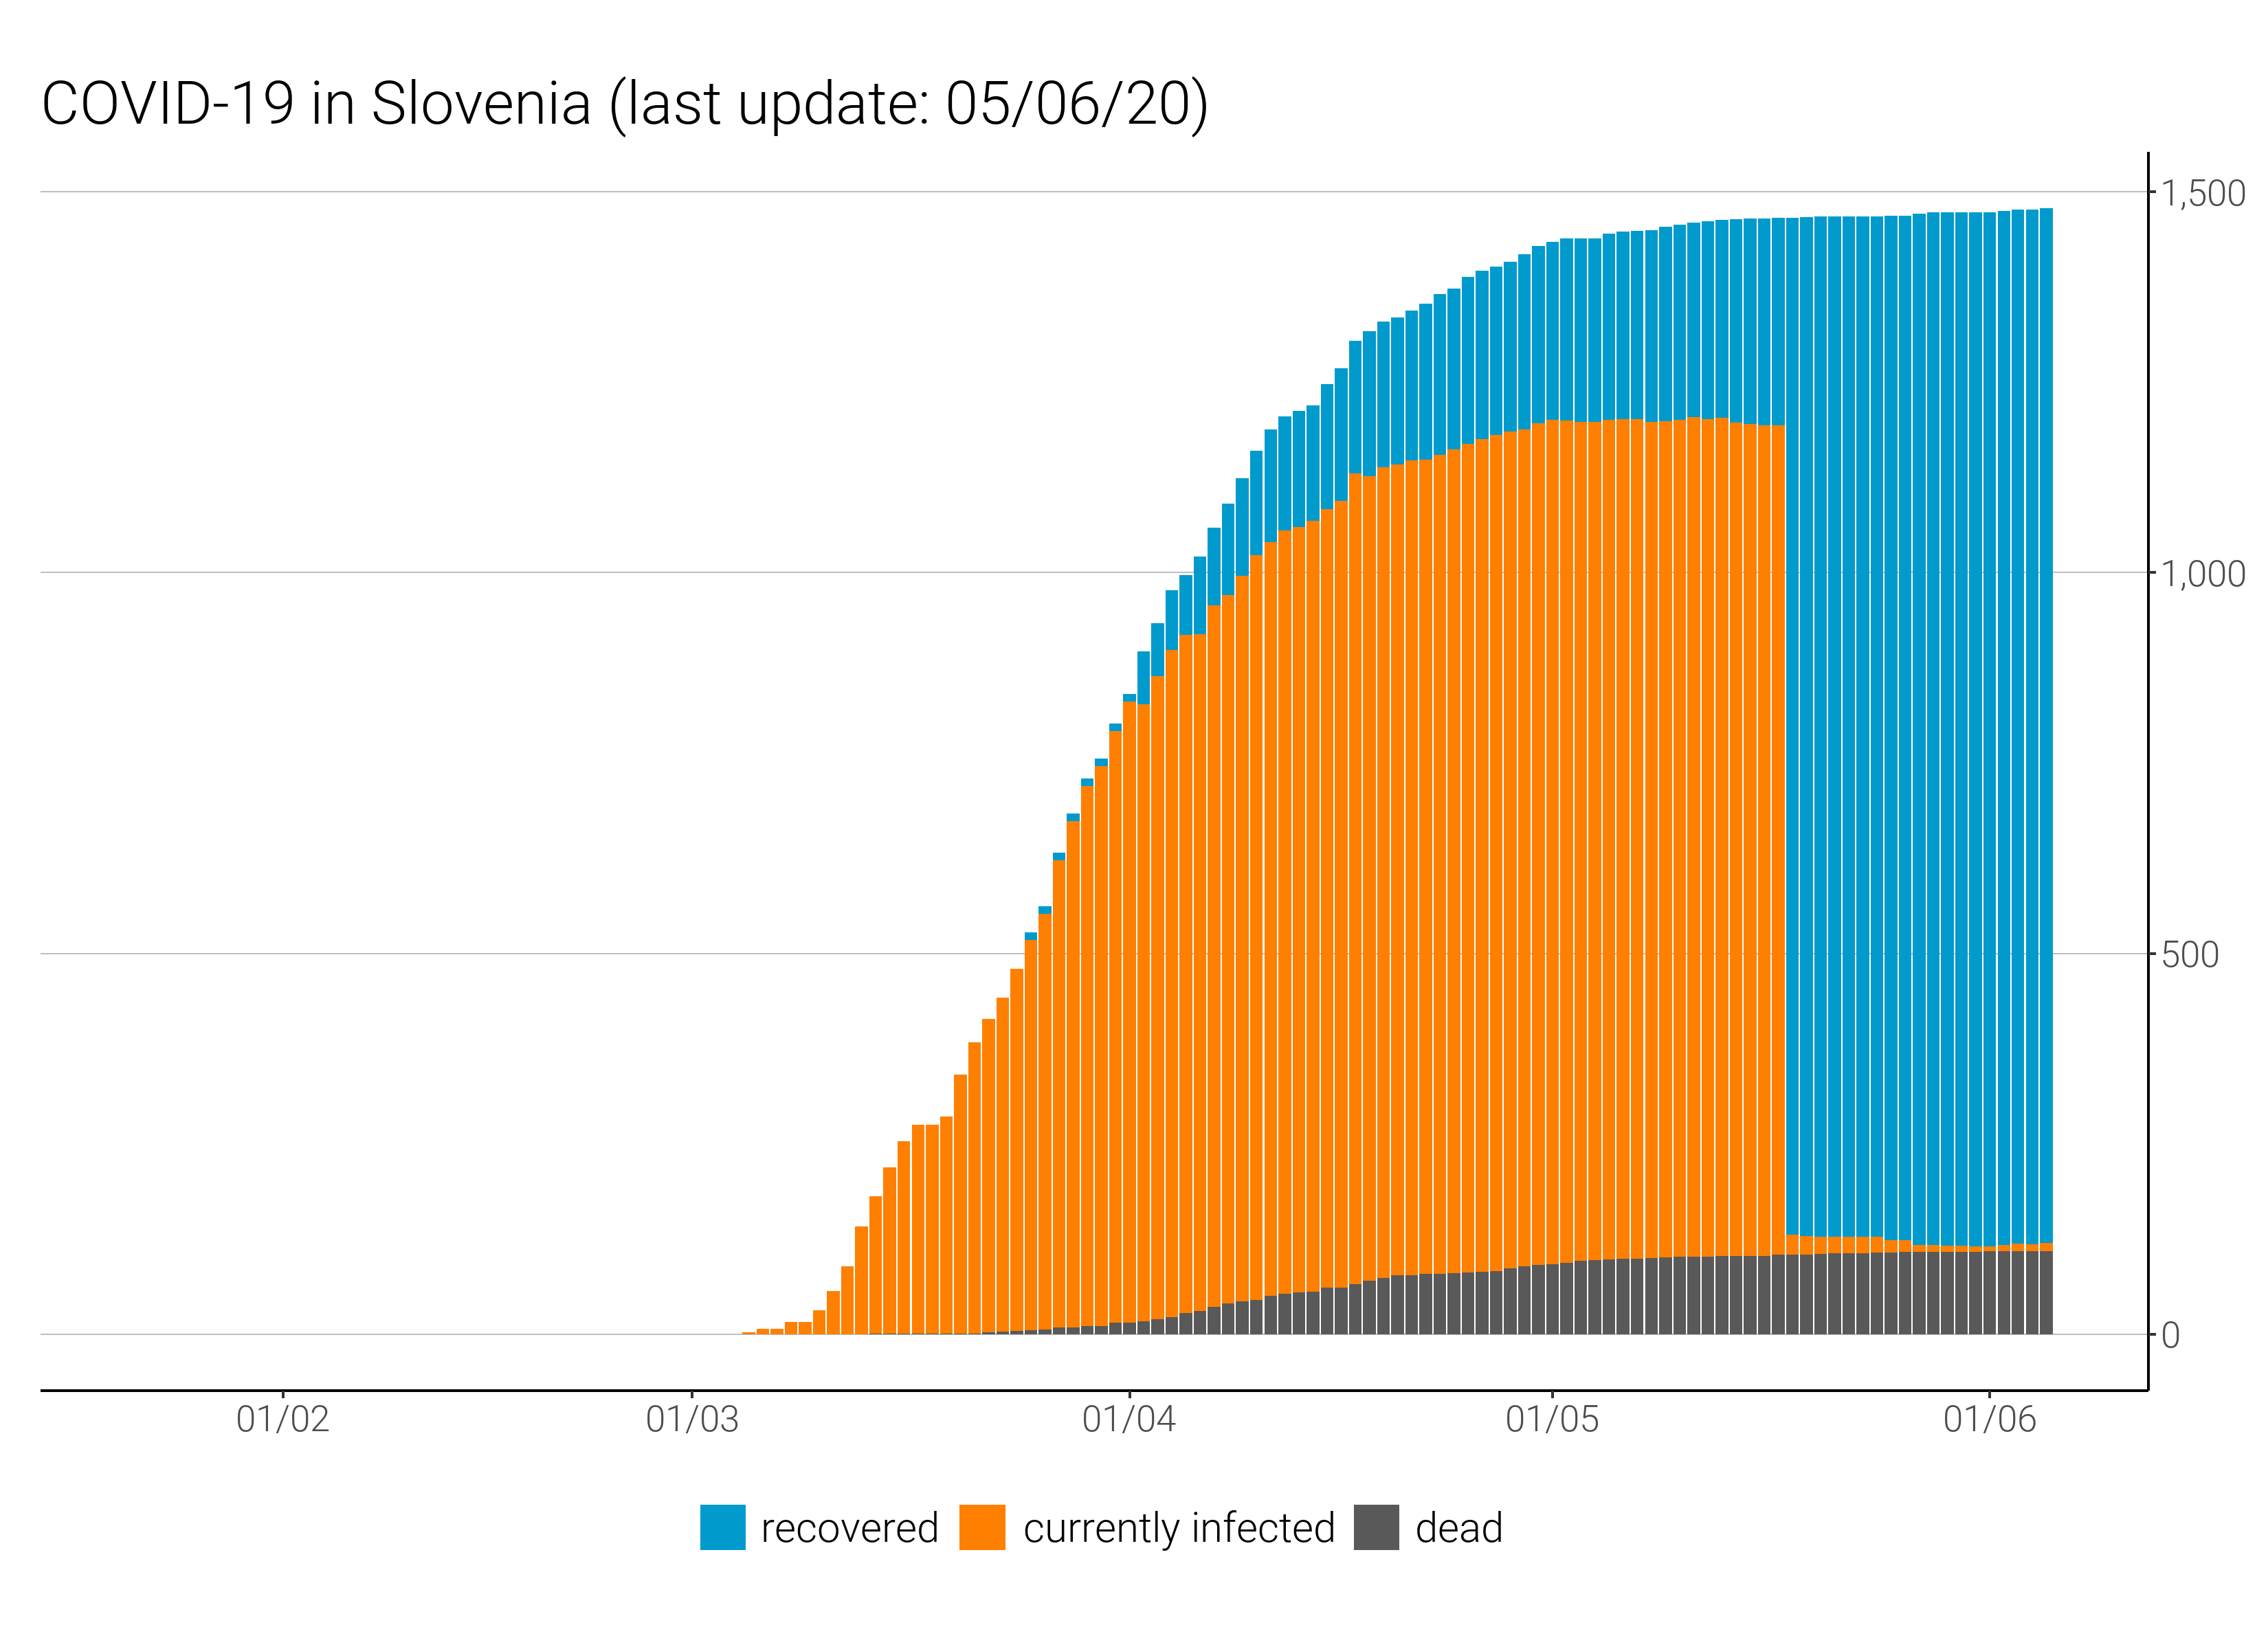 COVID-19 in Slovenia (last update: 05/06/20)
1,500
1,000
500
0
01/02 01/03 01/04 01/05 01/06
recovered currently infected dead